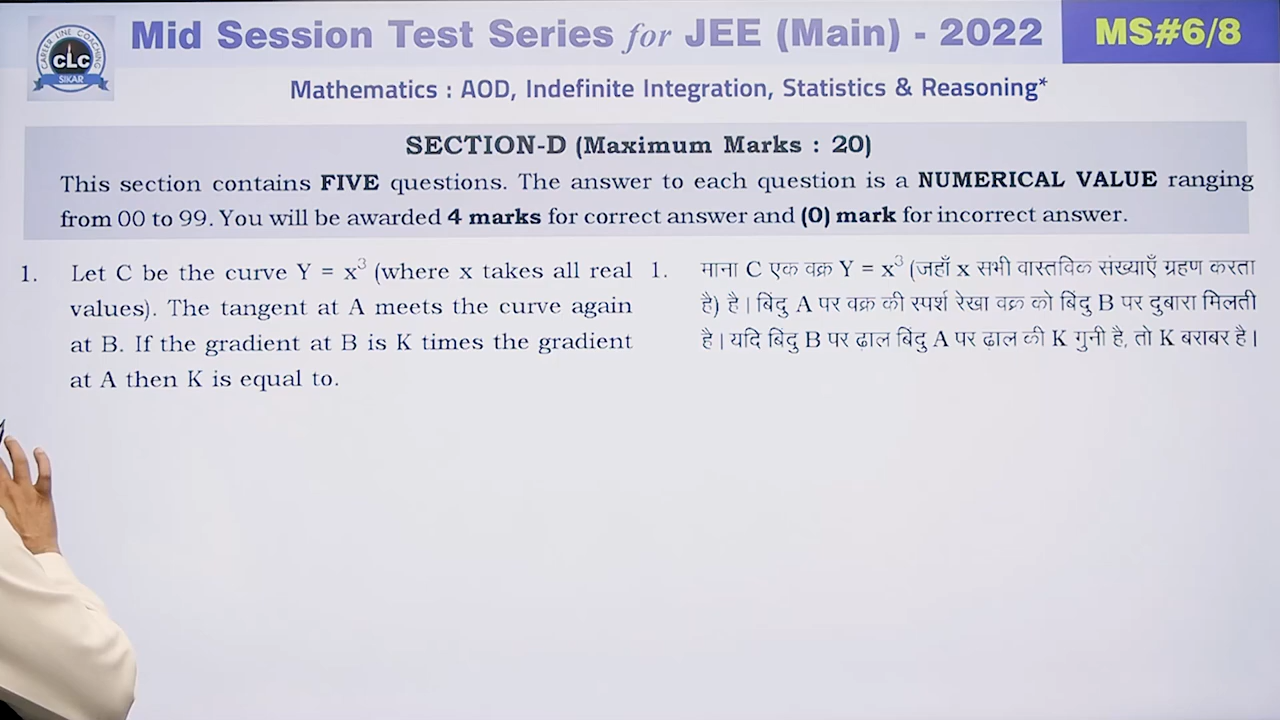 CAREER LINE COACHING
CLC
SIKAR
Mid Session Test Series for JEE (Main) - 2022
MS#6/8
Mathematics : AOD, Indefinite Integration, Statistics & Reasoning*
SECTION-D (Maximum Marks : 20)
This section contains FIVE questions. The answer to each question is a NUMERICAL VALUE ranging
from 00 to 99. You will be awarded 4 marks for correct answer and (0) mark for incorrect answer.
1. Let C be the curve Y = x³ (where x takes all real
values). The tangent at A meets the curve again
at B. If the gradient at B is K times the gradient
at A then K is equal to.
1. माना C एक वक्र Y = x³ (जहाँ x सभी वास्तविक संख्याएँ ग्रहण करता
है) है। बिंदु A पर वक्र की स्पर्श रेखा वक्र को बिंदु B पर दुबारा मिलती
है। यदि बिंदु B पर ढाल बिंदु A पर ढाल की K गुनी है, तो K बराबर है।